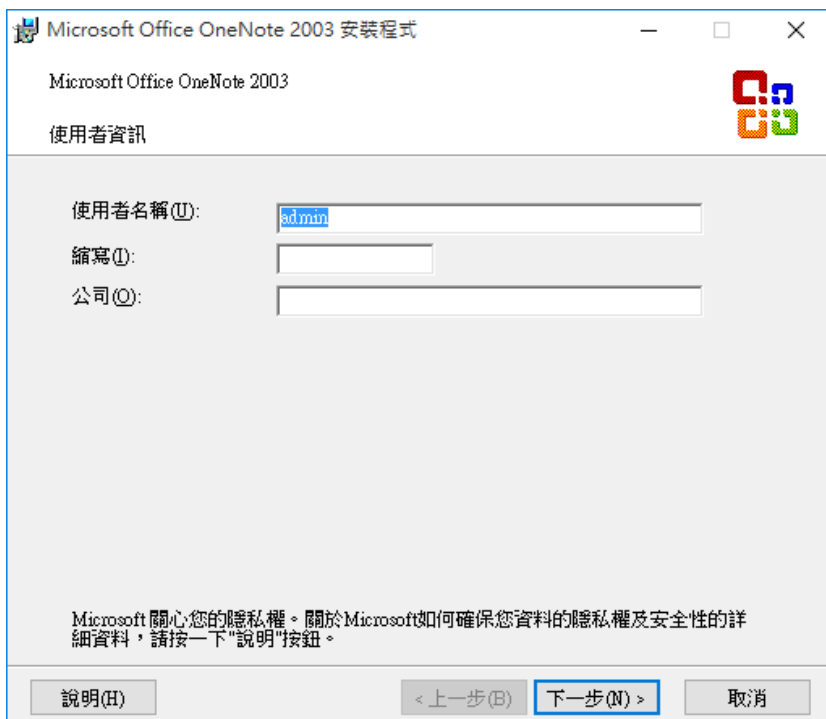 Microsoft Office OneNote 2003 安裝程式
Microsoft Office OneNote 2003
使用者資訊
使用者名稱(U):
admin
縮寫(I):
公司(O):
Microsoft 關心您的隱私權。關於Microsoft如何確保您資料的隱私權及安全性的詳
細資料，請按一下"說明"按鈕。
說明(H)
<上一步(B)
下一步(N) >
取消